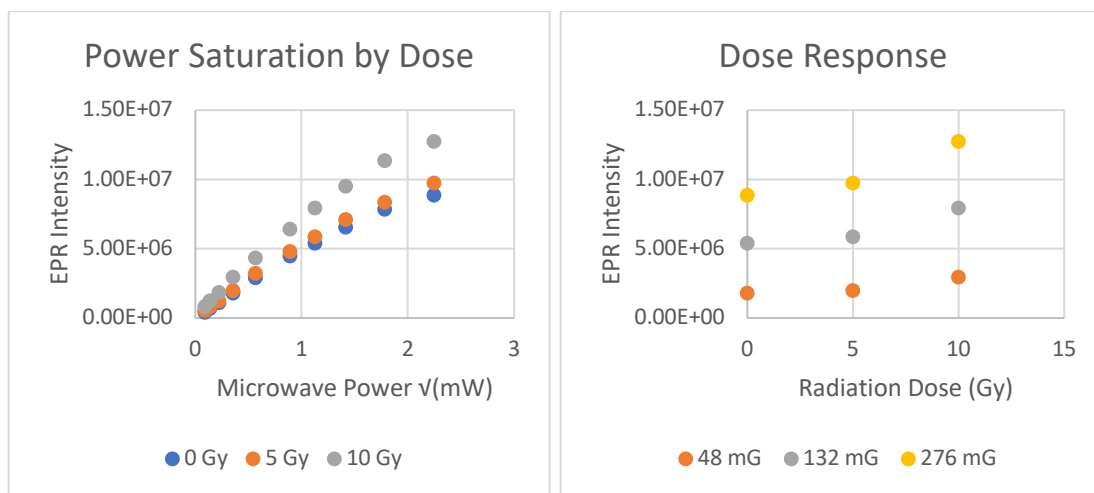 Power Saturation by Dose
1.50E+07
1.00E+07
5.00E+06
0.00E+00
EPR Intensity
0 1 2 3
Microwave Power √(mW)
0 Gy 5 Gy 10 Gy
Dose Response
1.50E+07
1.00E+07
5.00E+06
0.00E+00
EPR Intensity
0 5 10 15
Radiation Dose (Gy)
48 mG 132 mG 276 mG